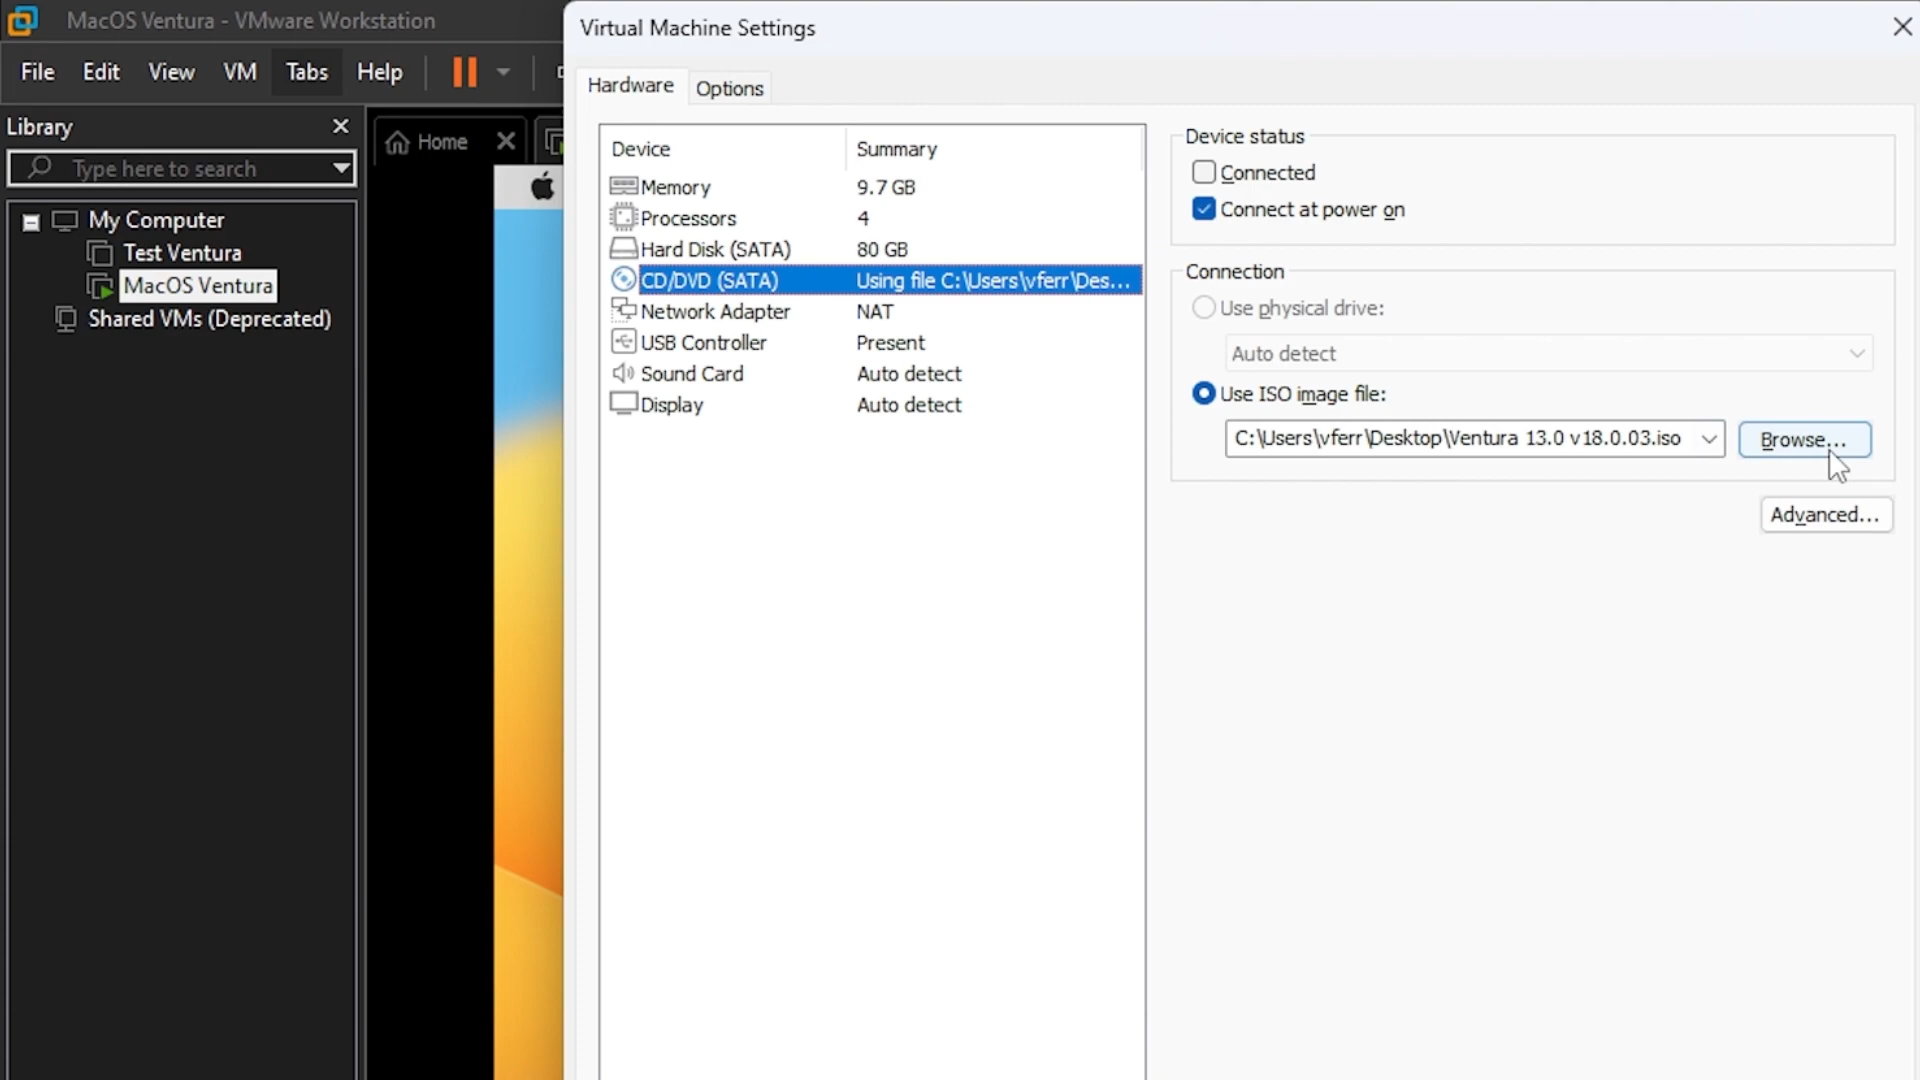 MacOS Ventura - VMware Workstation
File Edit View VM Tabs Help
Library
Type here to search
My Computer
Test Ventura
MacOS Ventura
Shared VMs (Deprecated)
Home
Virtual Machine Settings
Hardware Options
Device Summary
Memory 9.7 GB
Processors 4
Hard Disk (SATA) 80 GB
CD/DVD (SATA) Using file C:\Users\vferr\Des...
Network Adapter NAT
USB Controller Present
Sound Card Auto detect
Display Auto detect
Device status
Connected
Connect at power on
Connection
Use physical drive:
Auto detect
Use ISO image file:
C:\Users\vferr\Desktop\Ventura 13.0 v18.0.03.iso
Browse...
Advanced...